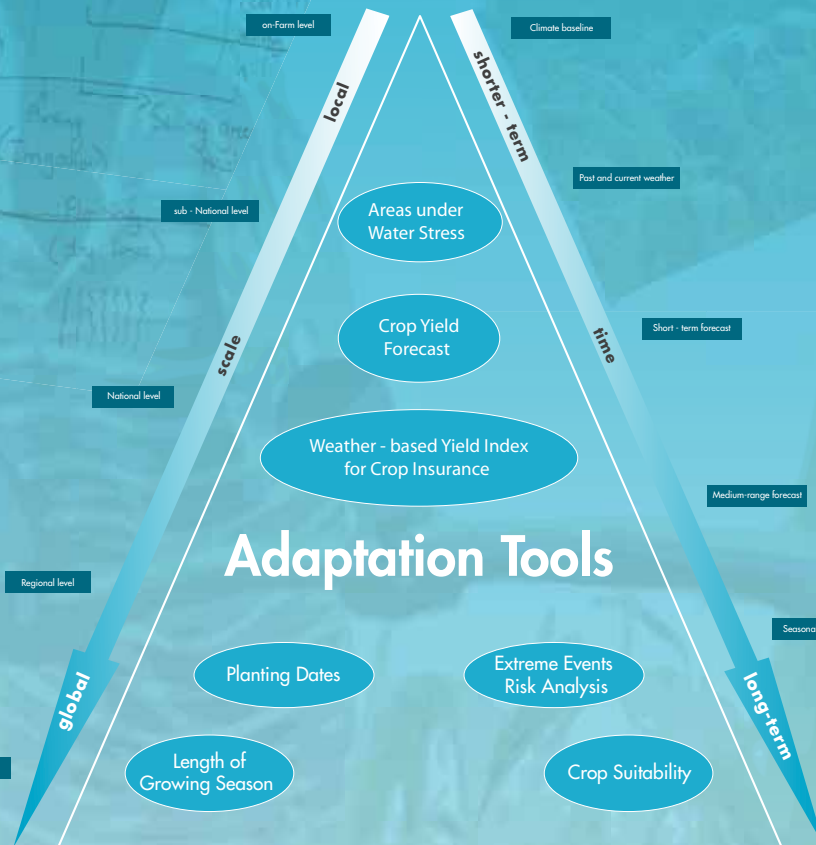 on-Farm level
Climate baseline
local
shorter - term
Past and current weather
sub - National level
Areas under
Water Stress
Crop Yield
Forecast
Short - term forecast
scale
time
National level
Weather - based Yield Index
for Crop Insurance
Medium-range forecast
Adaptation Tools
Regional level
Seasona
Planting Dates
Extreme Events
Risk Analysis
global
long-term
Length of
Growing Season
Crop Suitability